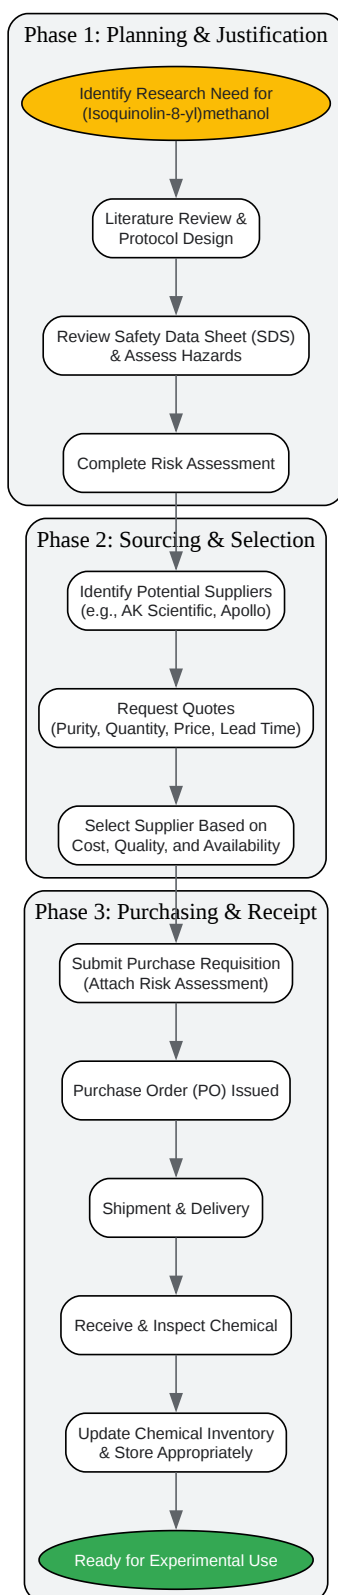 Phase 1: Planning & Justification
Identify Research Need for
(Isoquinolin-8-yl)methanol
Literature Review &
Protocol Design
Review Safety Data Sheet (SDS)
& Assess Hazards
Complete Risk Assessment
Phase 2: Sourcing & Selection
Identify Potential Suppliers
(e.g., AK Scientific, Apollo)
Request Quotes
(Purity, Quantity, Price, Lead Time)
Select Supplier Based on
Cost, Quality, and Availability
Phase 3: Purchasing & Receipt
Submit Purchase Requisition
(Attach Risk Assessment)
Purchase Order (PO) Issued
Shipment & Delivery
Receive & Inspect Chemical
Update Chemical Inventory
& Store Appropriately
Ready for Experimental Use